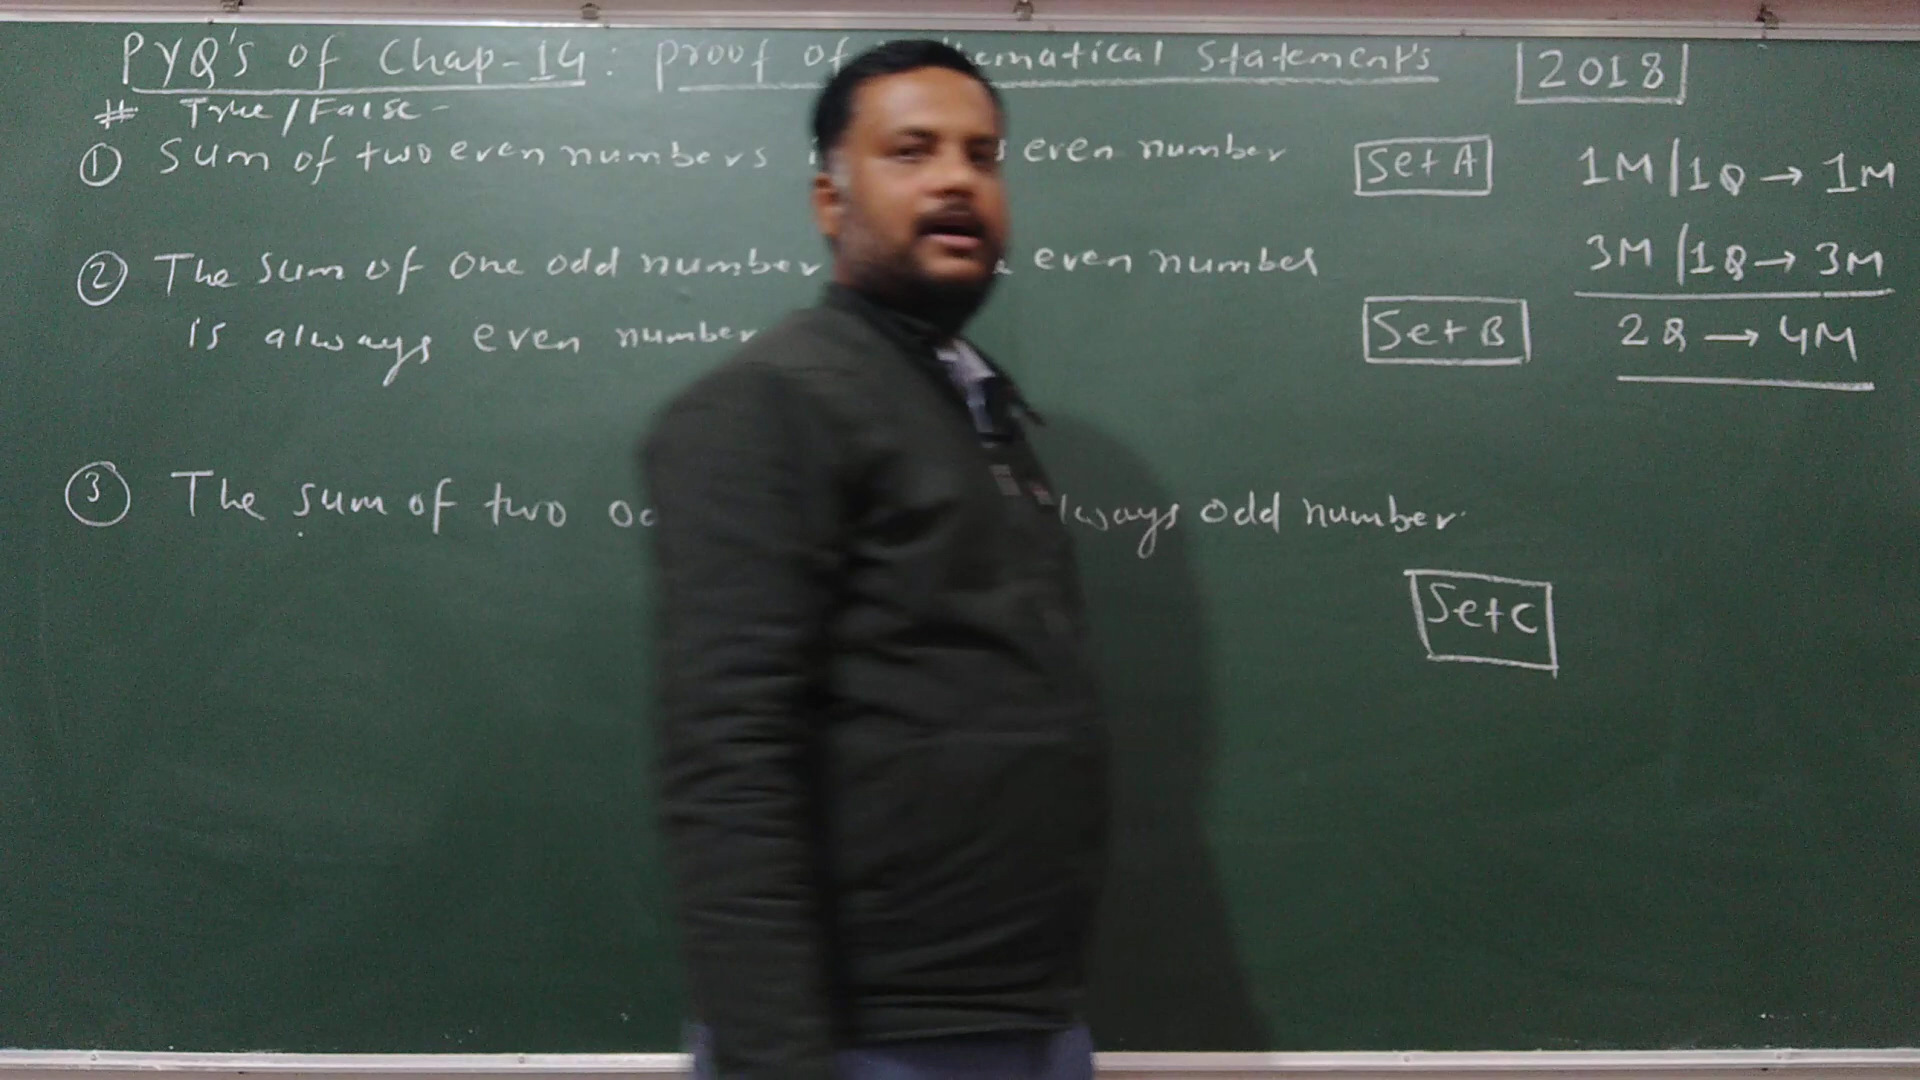 PYQ'S of Chap-14: proof of ematical Statements 2018
# True/False-
① Sum of two even numbers even number Set A 1M/1Q → 1M
② The Sum of One odd number even number 3M/1Q → 3M
is always even number Set B 2Q → 4M
③ The sum of two lways odd number.
Set C